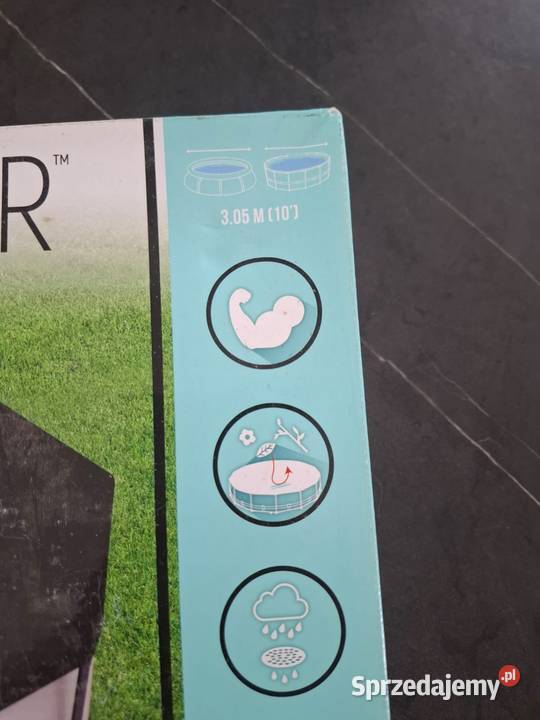 R™
3.05 M (10')
Sprzedajemy.pl